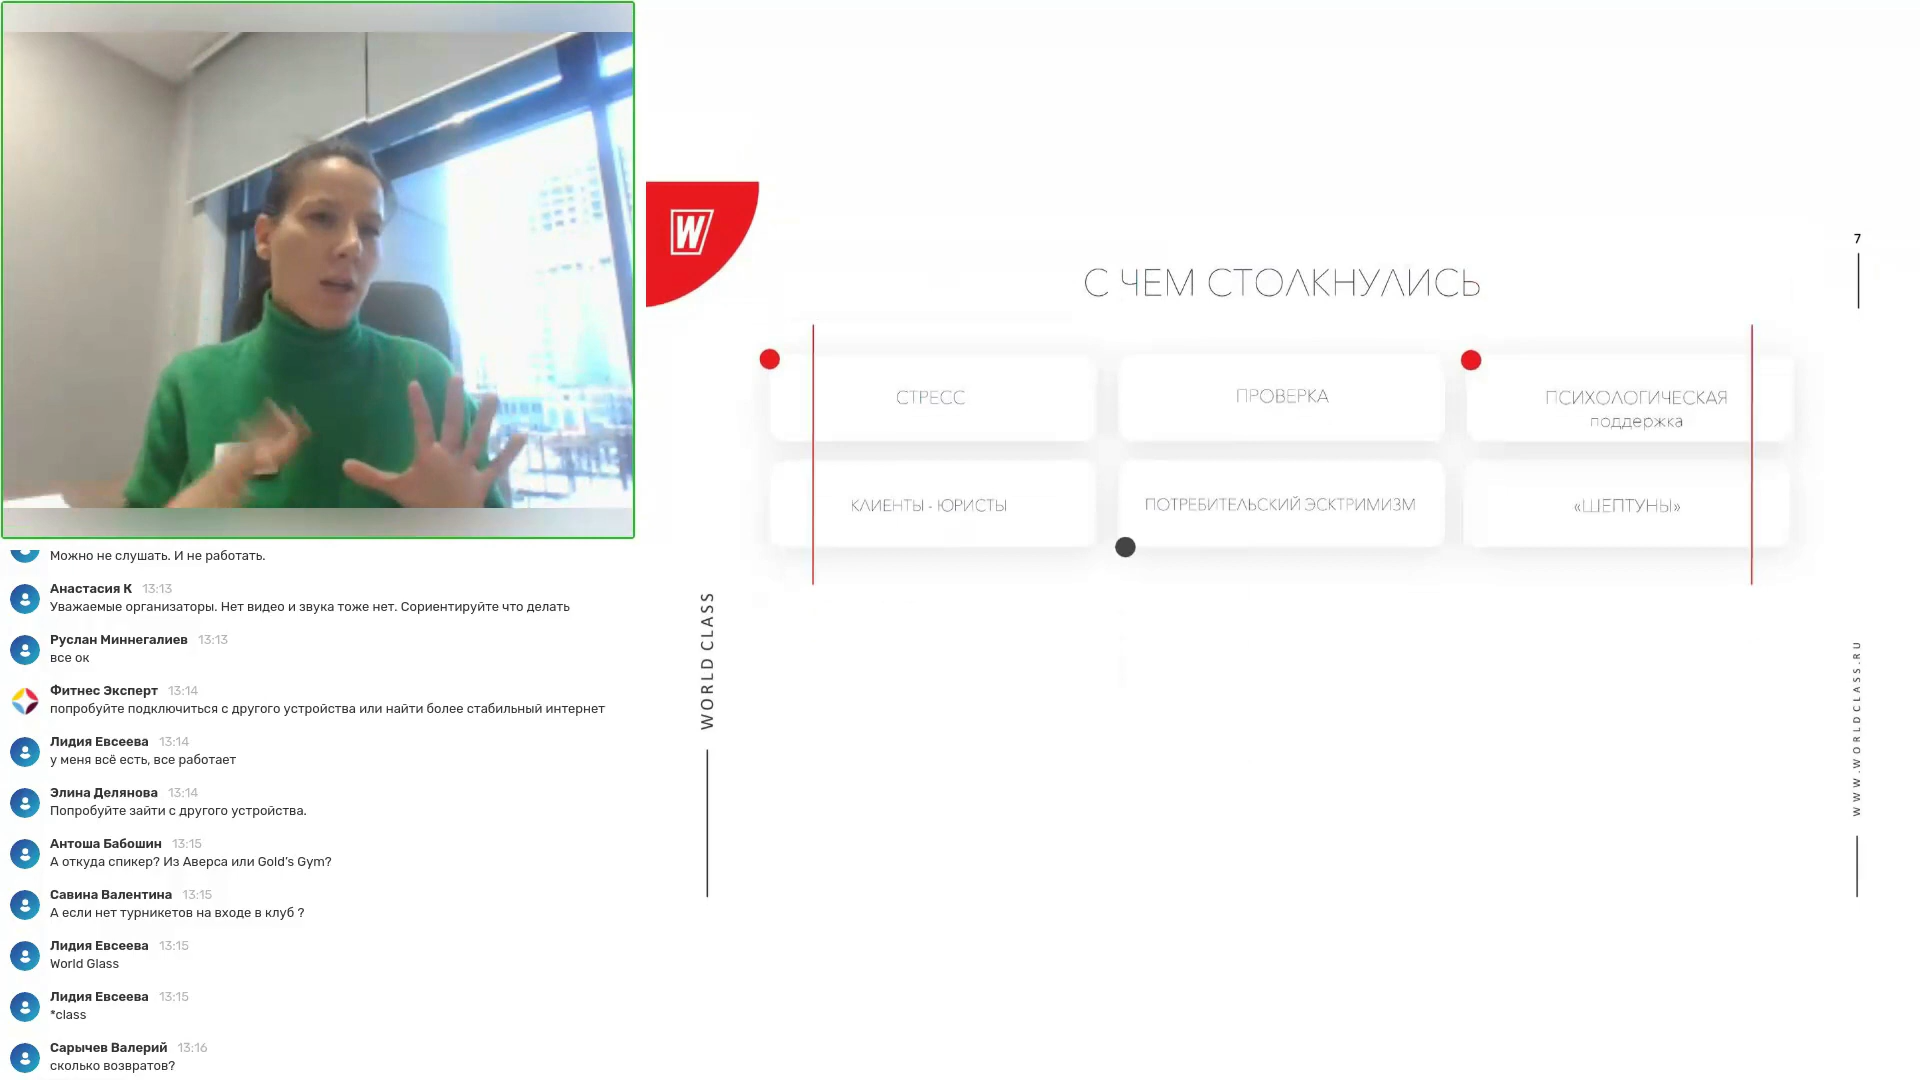 Можно не слушать. И не работать.
Анастасия К 13:13
Уважаемые организаторы. Нет видео и звука тоже нет. Сориентируйте что делать
Руслан Миннегалиев 13:13
все ок
Фитнес Эксперт 13:14
попробуйте подключиться с другого устройства или найти более стабильный интернет
Лидия Евсеева 13:14
у меня всё есть, все работает
Элина Делянова 13:14
Попробуйте зайти с другого устройства.
Антоша Бабошин 13:15
А откуда спикер? Из Аверса или Gold’s Gym?
Савина Валентина 13:15
А если нет турникетов на входе в клуб ?
Лидия Евсеева 13:15
World Glass
Лидия Евсеева 13:15
*class
Сарычев Валерий 13:16
сколько возвратов?
W
7
С ЧЕМ СТОЛКНУЛИСЬ
СТРЕСС
ПРОВЕРКА
ПСИХОЛОГИЧЕСКАЯ
поддержка
КЛИЕНТЫ - ЮРИСТЫ
ПОТРЕБИТЕЛЬСКИЙ ЭСКТРИМИЗМ
«ШЕПТУНЫ»
WORLD CLASS
WWW.WORLDCLASS.RU